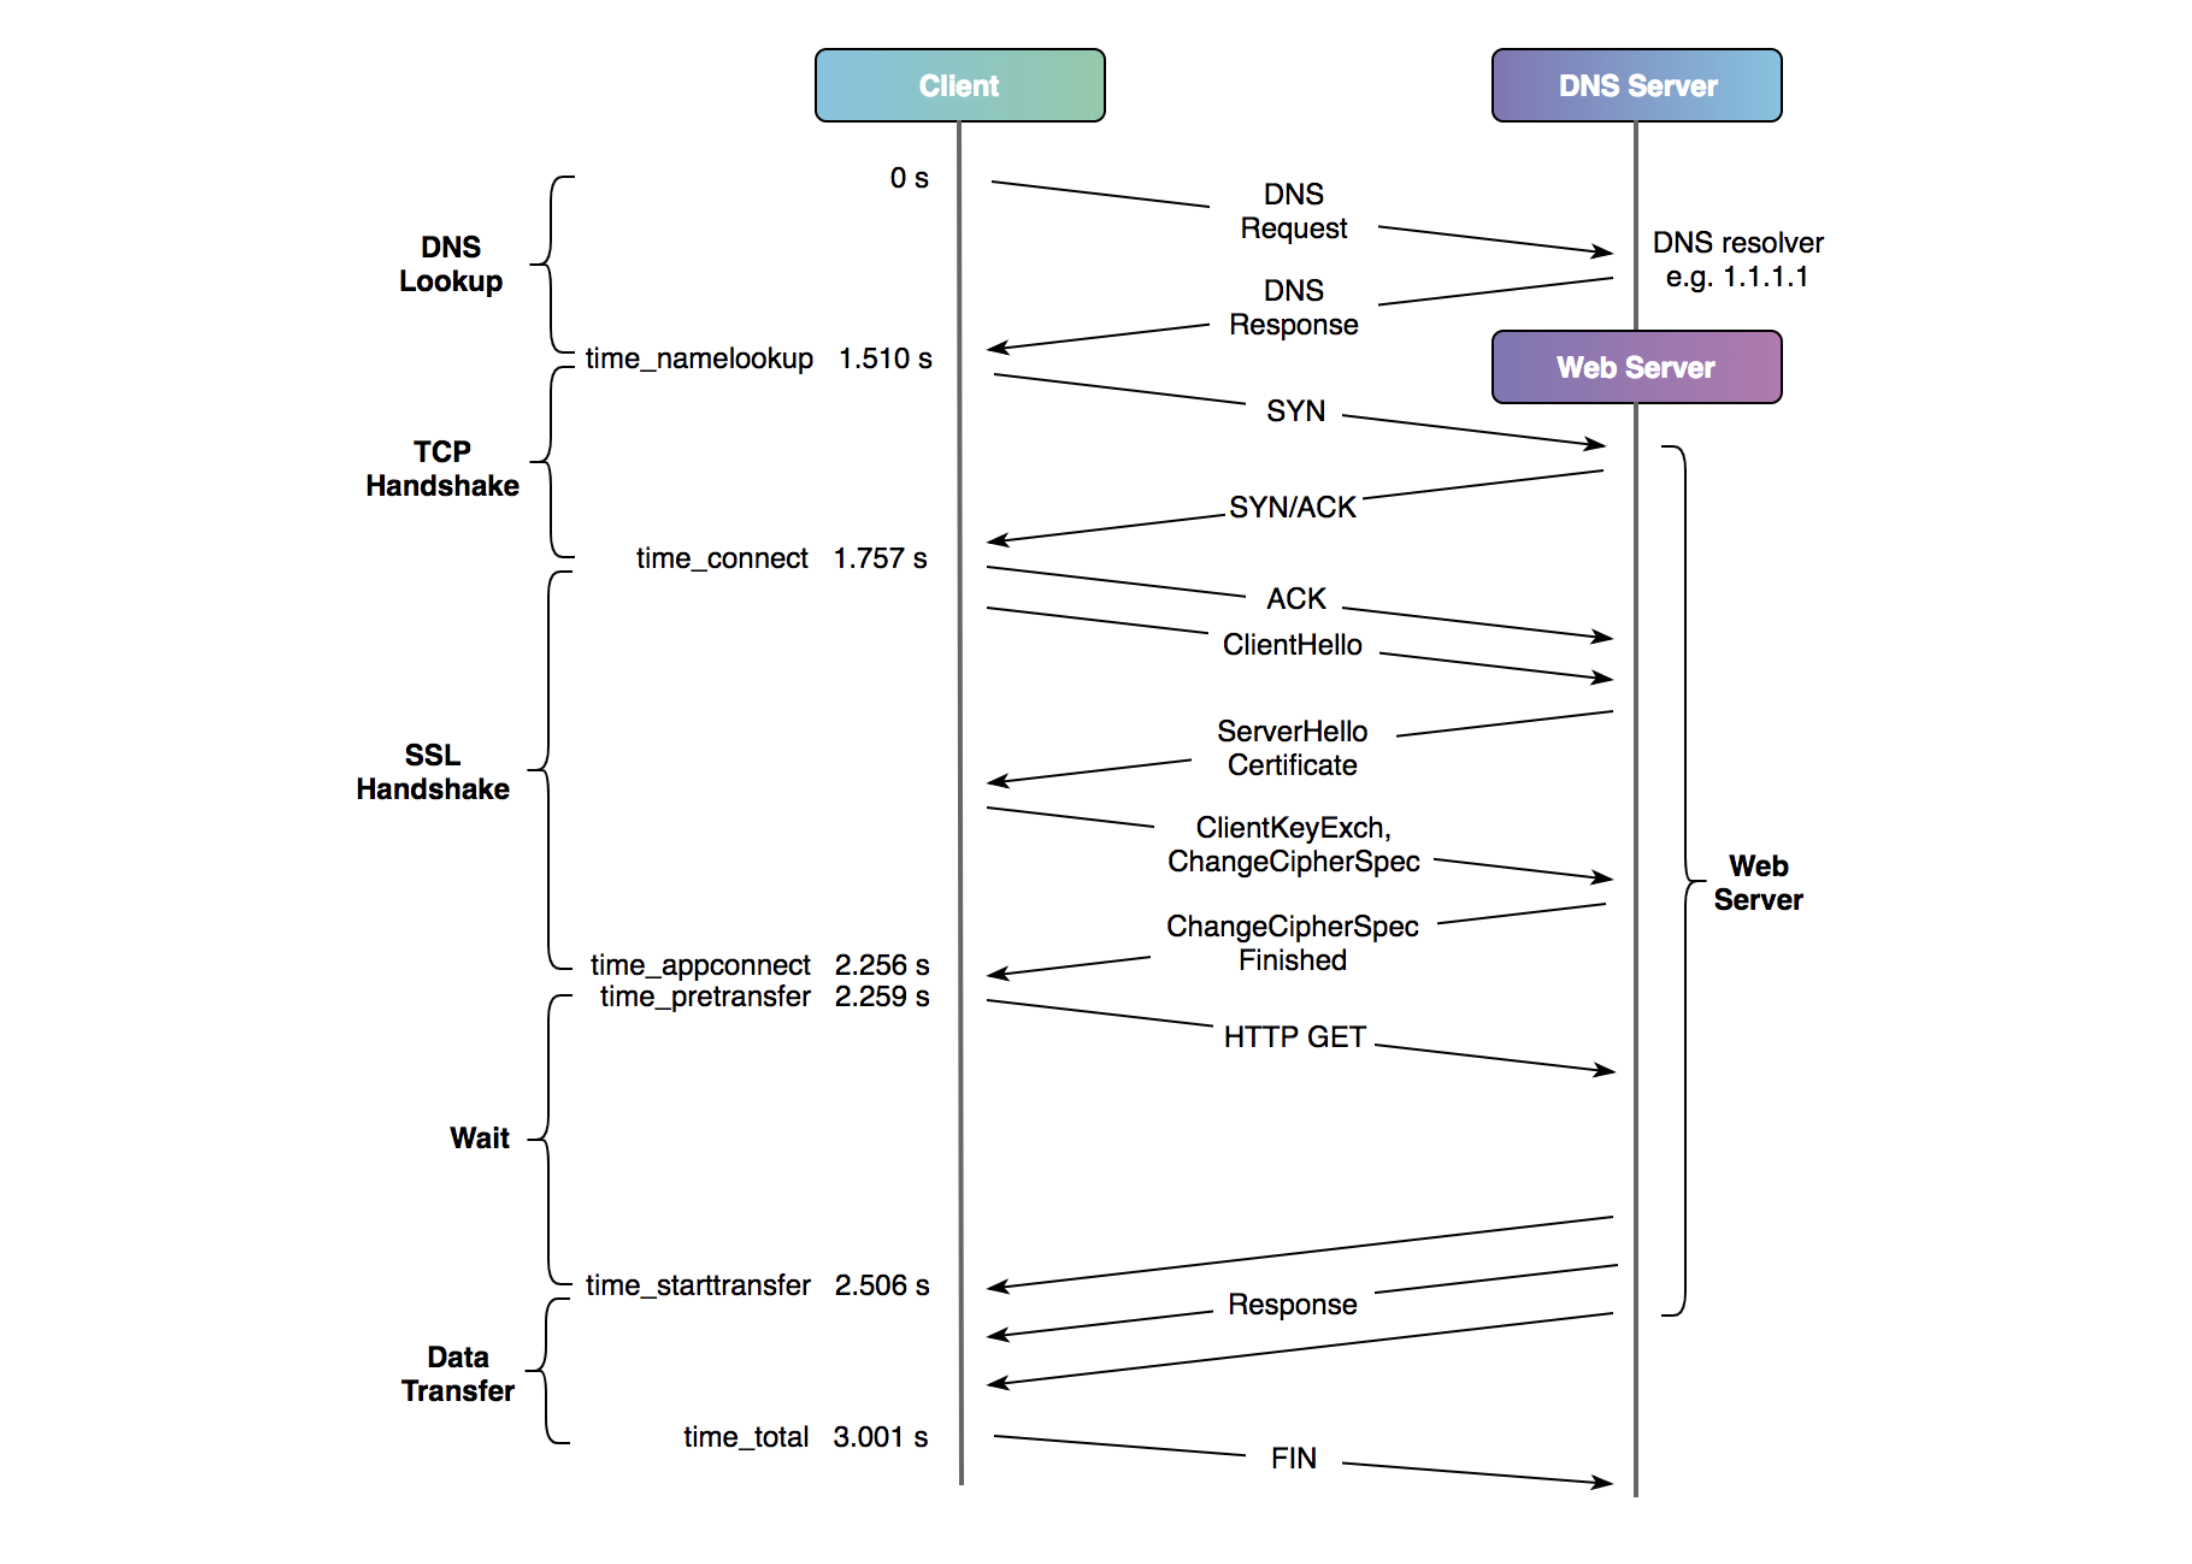 Client
DNS Server
0 s
DNS
Request
DNS resolver
e.g. 1.1.1.1
DNS
Lookup
DNS
Response
time_namelookup 1.510 s
Web Server
SYN
TCP
Handshake
SYN/ACK
time_connect 1.757 s
ACK
ClientHello
SSL
Handshake
ServerHello
Certificate
ClientKeyExch,
ChangeCipherSpec
Web
Server
ChangeCipherSpec
Finished
time_appconnect 2.256 s
time_pretransfer 2.259 s
HTTP GET
Wait
time_starttransfer 2.506 s
Response
Data
Transfer
time_total 3.001 s
FIN